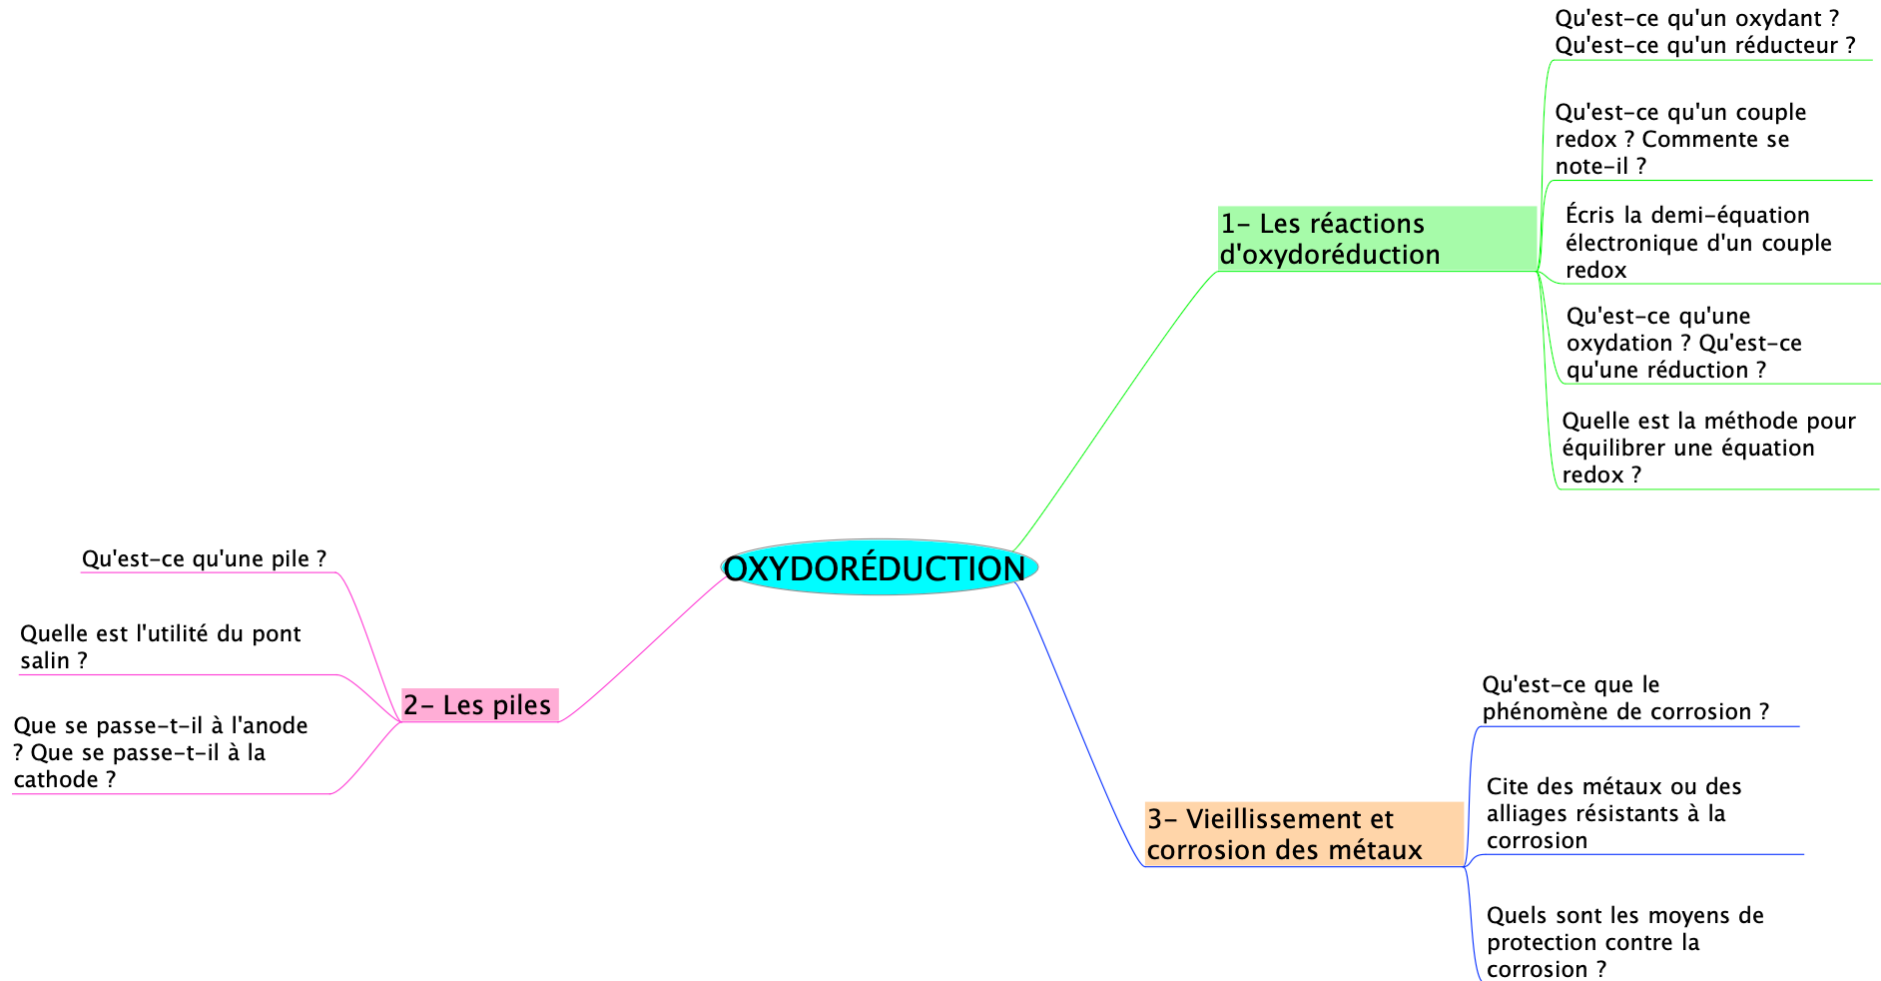 OXYDORÉDUCTION
1- Les réactions
d'oxydoréduction
Qu'est-ce qu'un oxydant ?
Qu'est-ce qu'un réducteur ?
Qu'est-ce qu'un couple
redox ? Commente se
note-il ?
Écris la demi-équation
électronique d'un couple
redox
Qu'est-ce qu'une
oxydation ? Qu'est-ce
qu'une réduction ?
Quelle est la méthode pour
équilibrer une équation
redox ?
2- Les piles
Qu'est-ce qu'une pile ?
Quelle est l'utilité du pont
salin ?
Que se passe-t-il à l'anode
? Que se passe-t-il à la
cathode ?
3- Vieillissement et
corrosion des métaux
Qu'est-ce que le
phénomène de corrosion ?
Cite des métaux ou des
alliages résistants à la
corrosion
Quels sont les moyens de
protection contre la
corrosion ?